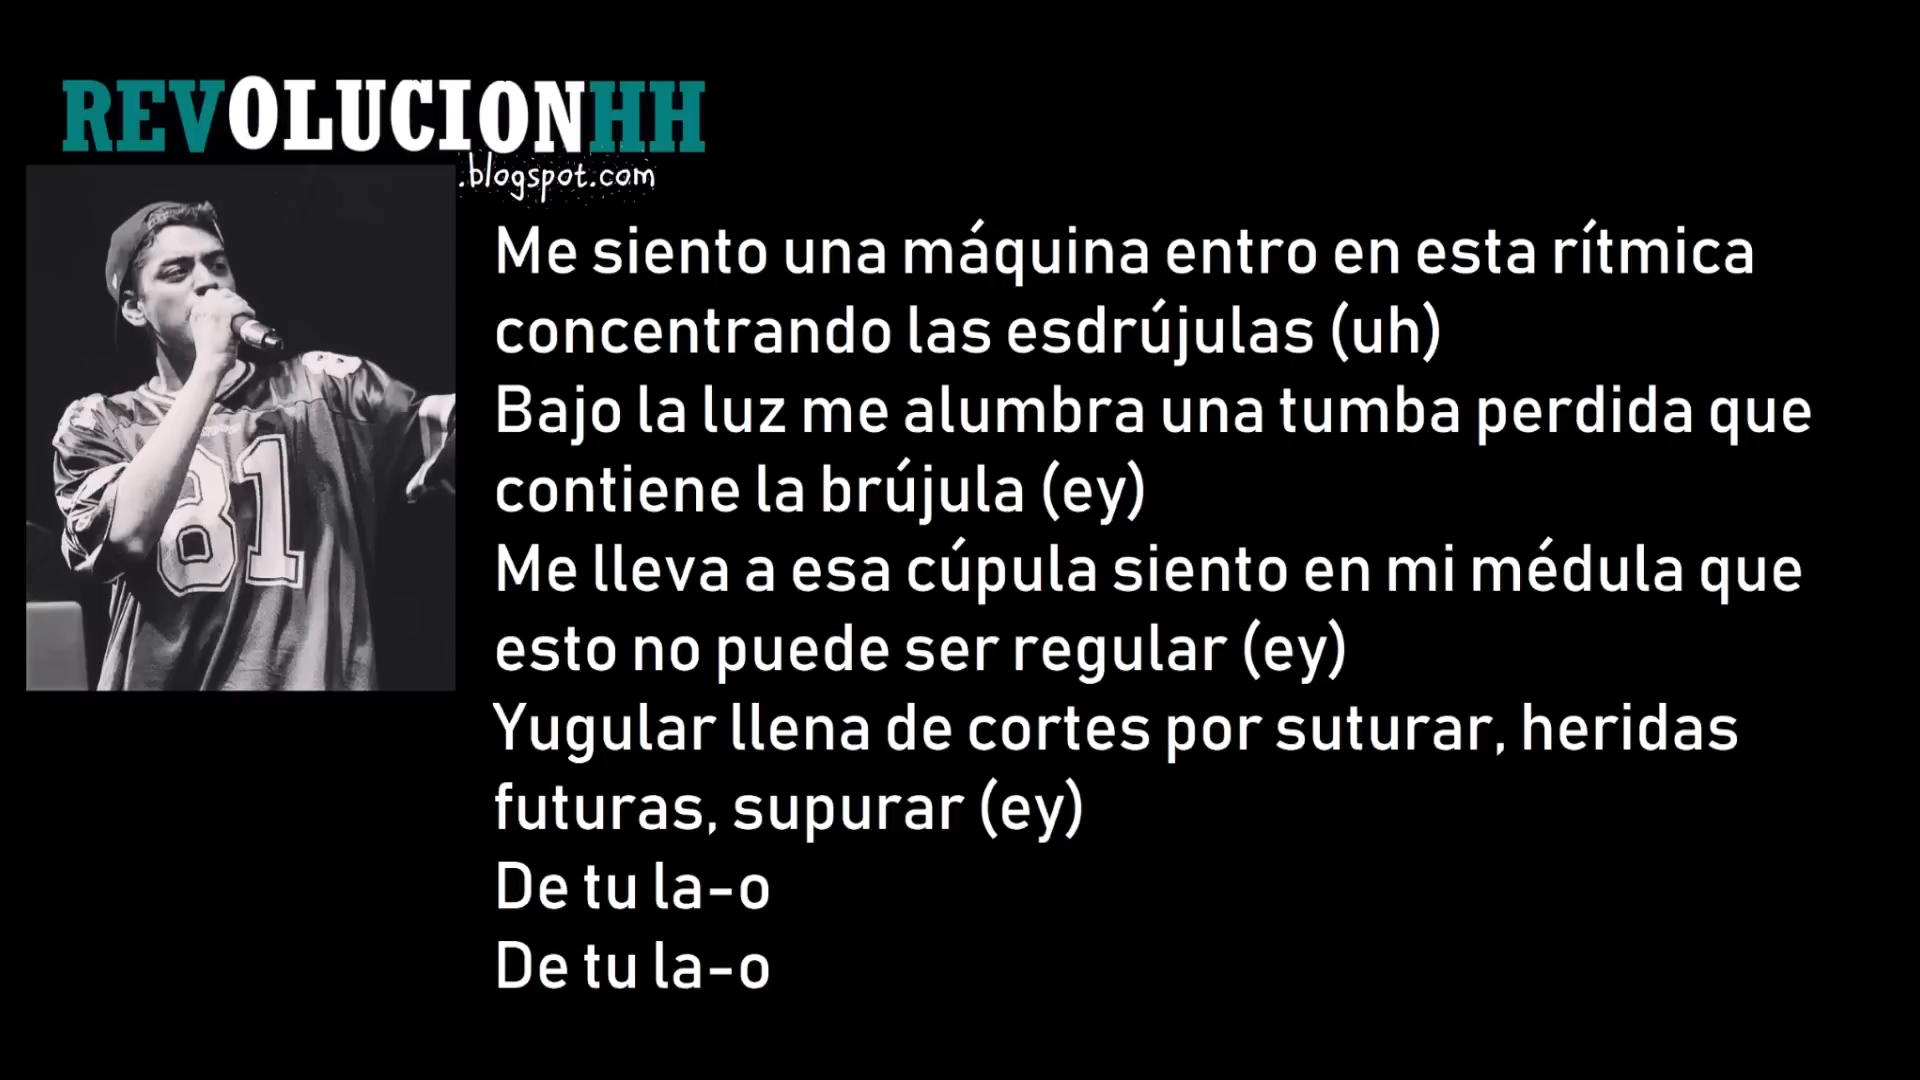 REVOLUCIONHH
.blogspot.com
81
Me siento una máquina entro en esta rítmica
concentrando las esdrújulas (uh)
Bajo la luz me alumbra una tumba perdida que
contiene la brújula (ey)
Me lleva a esa cúpula siento en mi médula que
esto no puede ser regular (ey)
Yugular llena de cortes por suturar, heridas
futuras, supurar (ey)
De tu la-o
De tu la-o